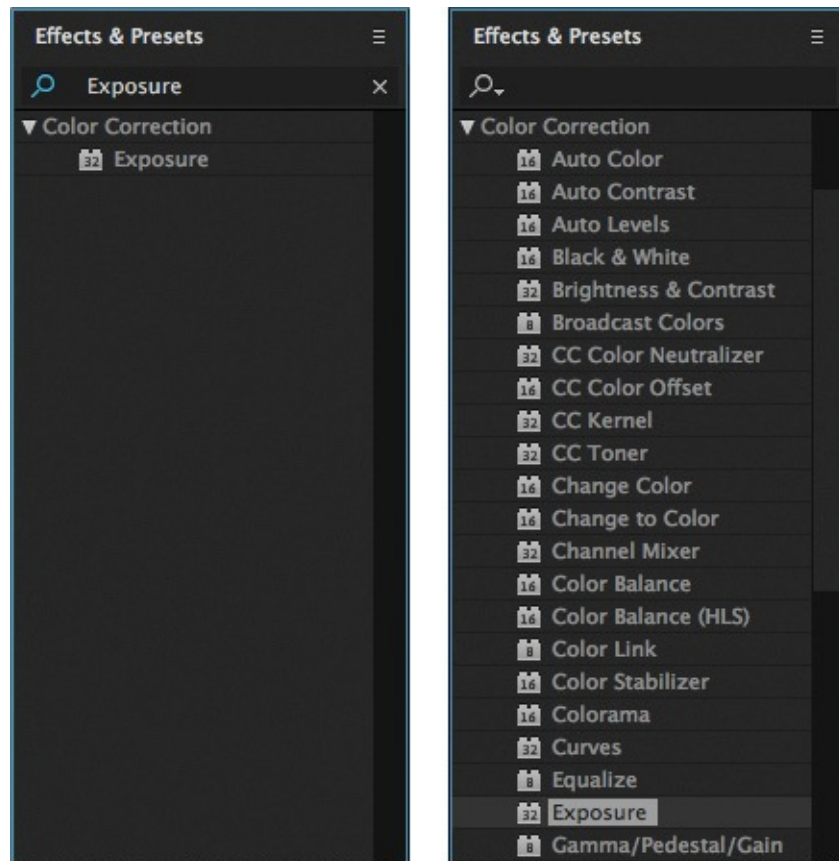 Effects & Presets
Exposure
Color Correction
32 Exposure
Effects & Presets
Color Correction
16 Auto Color
16 Auto Contrast
16 Auto Levels
16 Black & White
32 Brightness & Contrast
8 Broadcast Colors
32 CC Color Neutralizer
16 CC Color Offset
32 CC Kernel
32 CC Toner
16 Change Color
16 Change to Color
32 Channel Mixer
16 Color Balance
16 Color Balance (HLS)
8 Color Link
16 Color Stabilizer
16 Colorama
32 Curves
8 Equalize
32 Exposure
8 Gamma/Pedestal/Gain